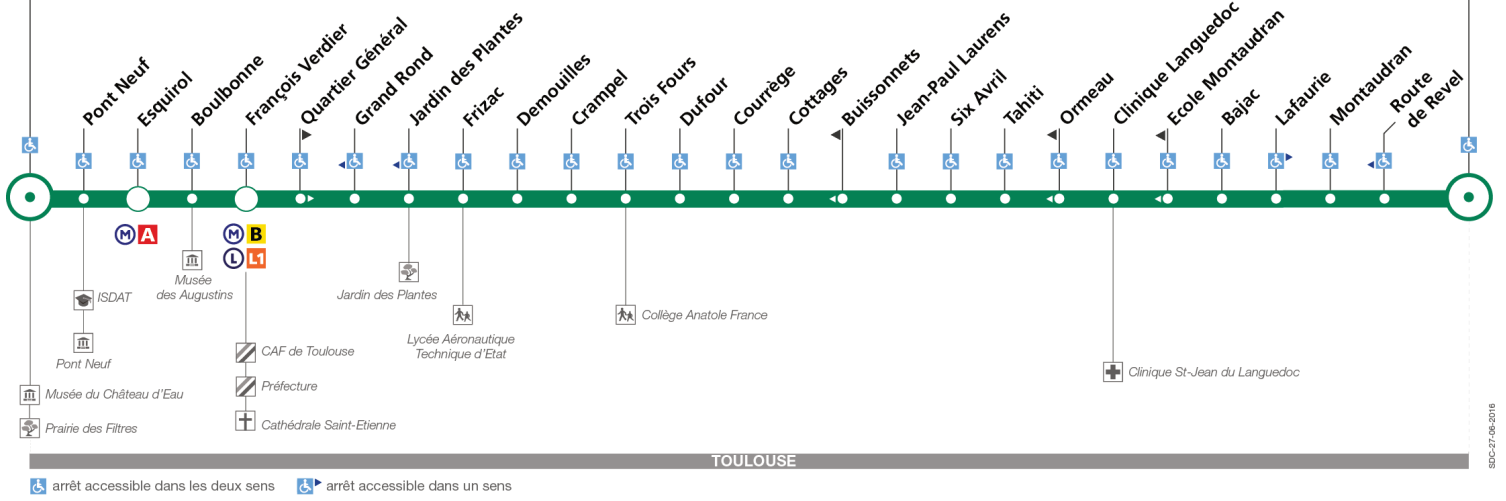 Pont Neuf
Esquirol
Boulbonne
François Verdier
Quartier Général
Grand Rond
Jardin des Plantes
Frizac
Demouilles
Crampel
Trois Fours
Dufour
Courrège
Cottages
Buissonnets
Jean-Paul Laurens
Six Avril
Tahiti
Ormeau
Clinique Languedoc
Ecole Montaudran
Bajac
Lafaurie
Montaudran
Route
de Revel
M A
M B
L L1
Musée
des Augustins
Jardin des Plantes
ISDAT
Collège Anatole France
Lycée Aéronautique
Technique d'Etat
CAF de Toulouse
Pont Neuf
Clinique St-Jean du Languedoc
Préfecture
Musée du Château d'Eau
Cathédrale Saint-Etienne
Prairie des Filtres
SDC-27-06-2016
TOULOUSE
arrêt accessible dans les deux sens
arrêt accessible dans un sens